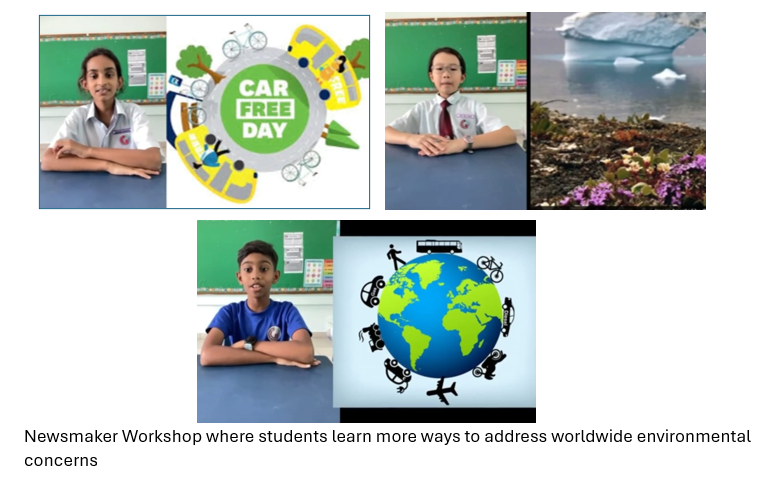 CAR
FREE
DAY
Newsmaker Workshop where students learn more ways to address worldwide environmental
concerns